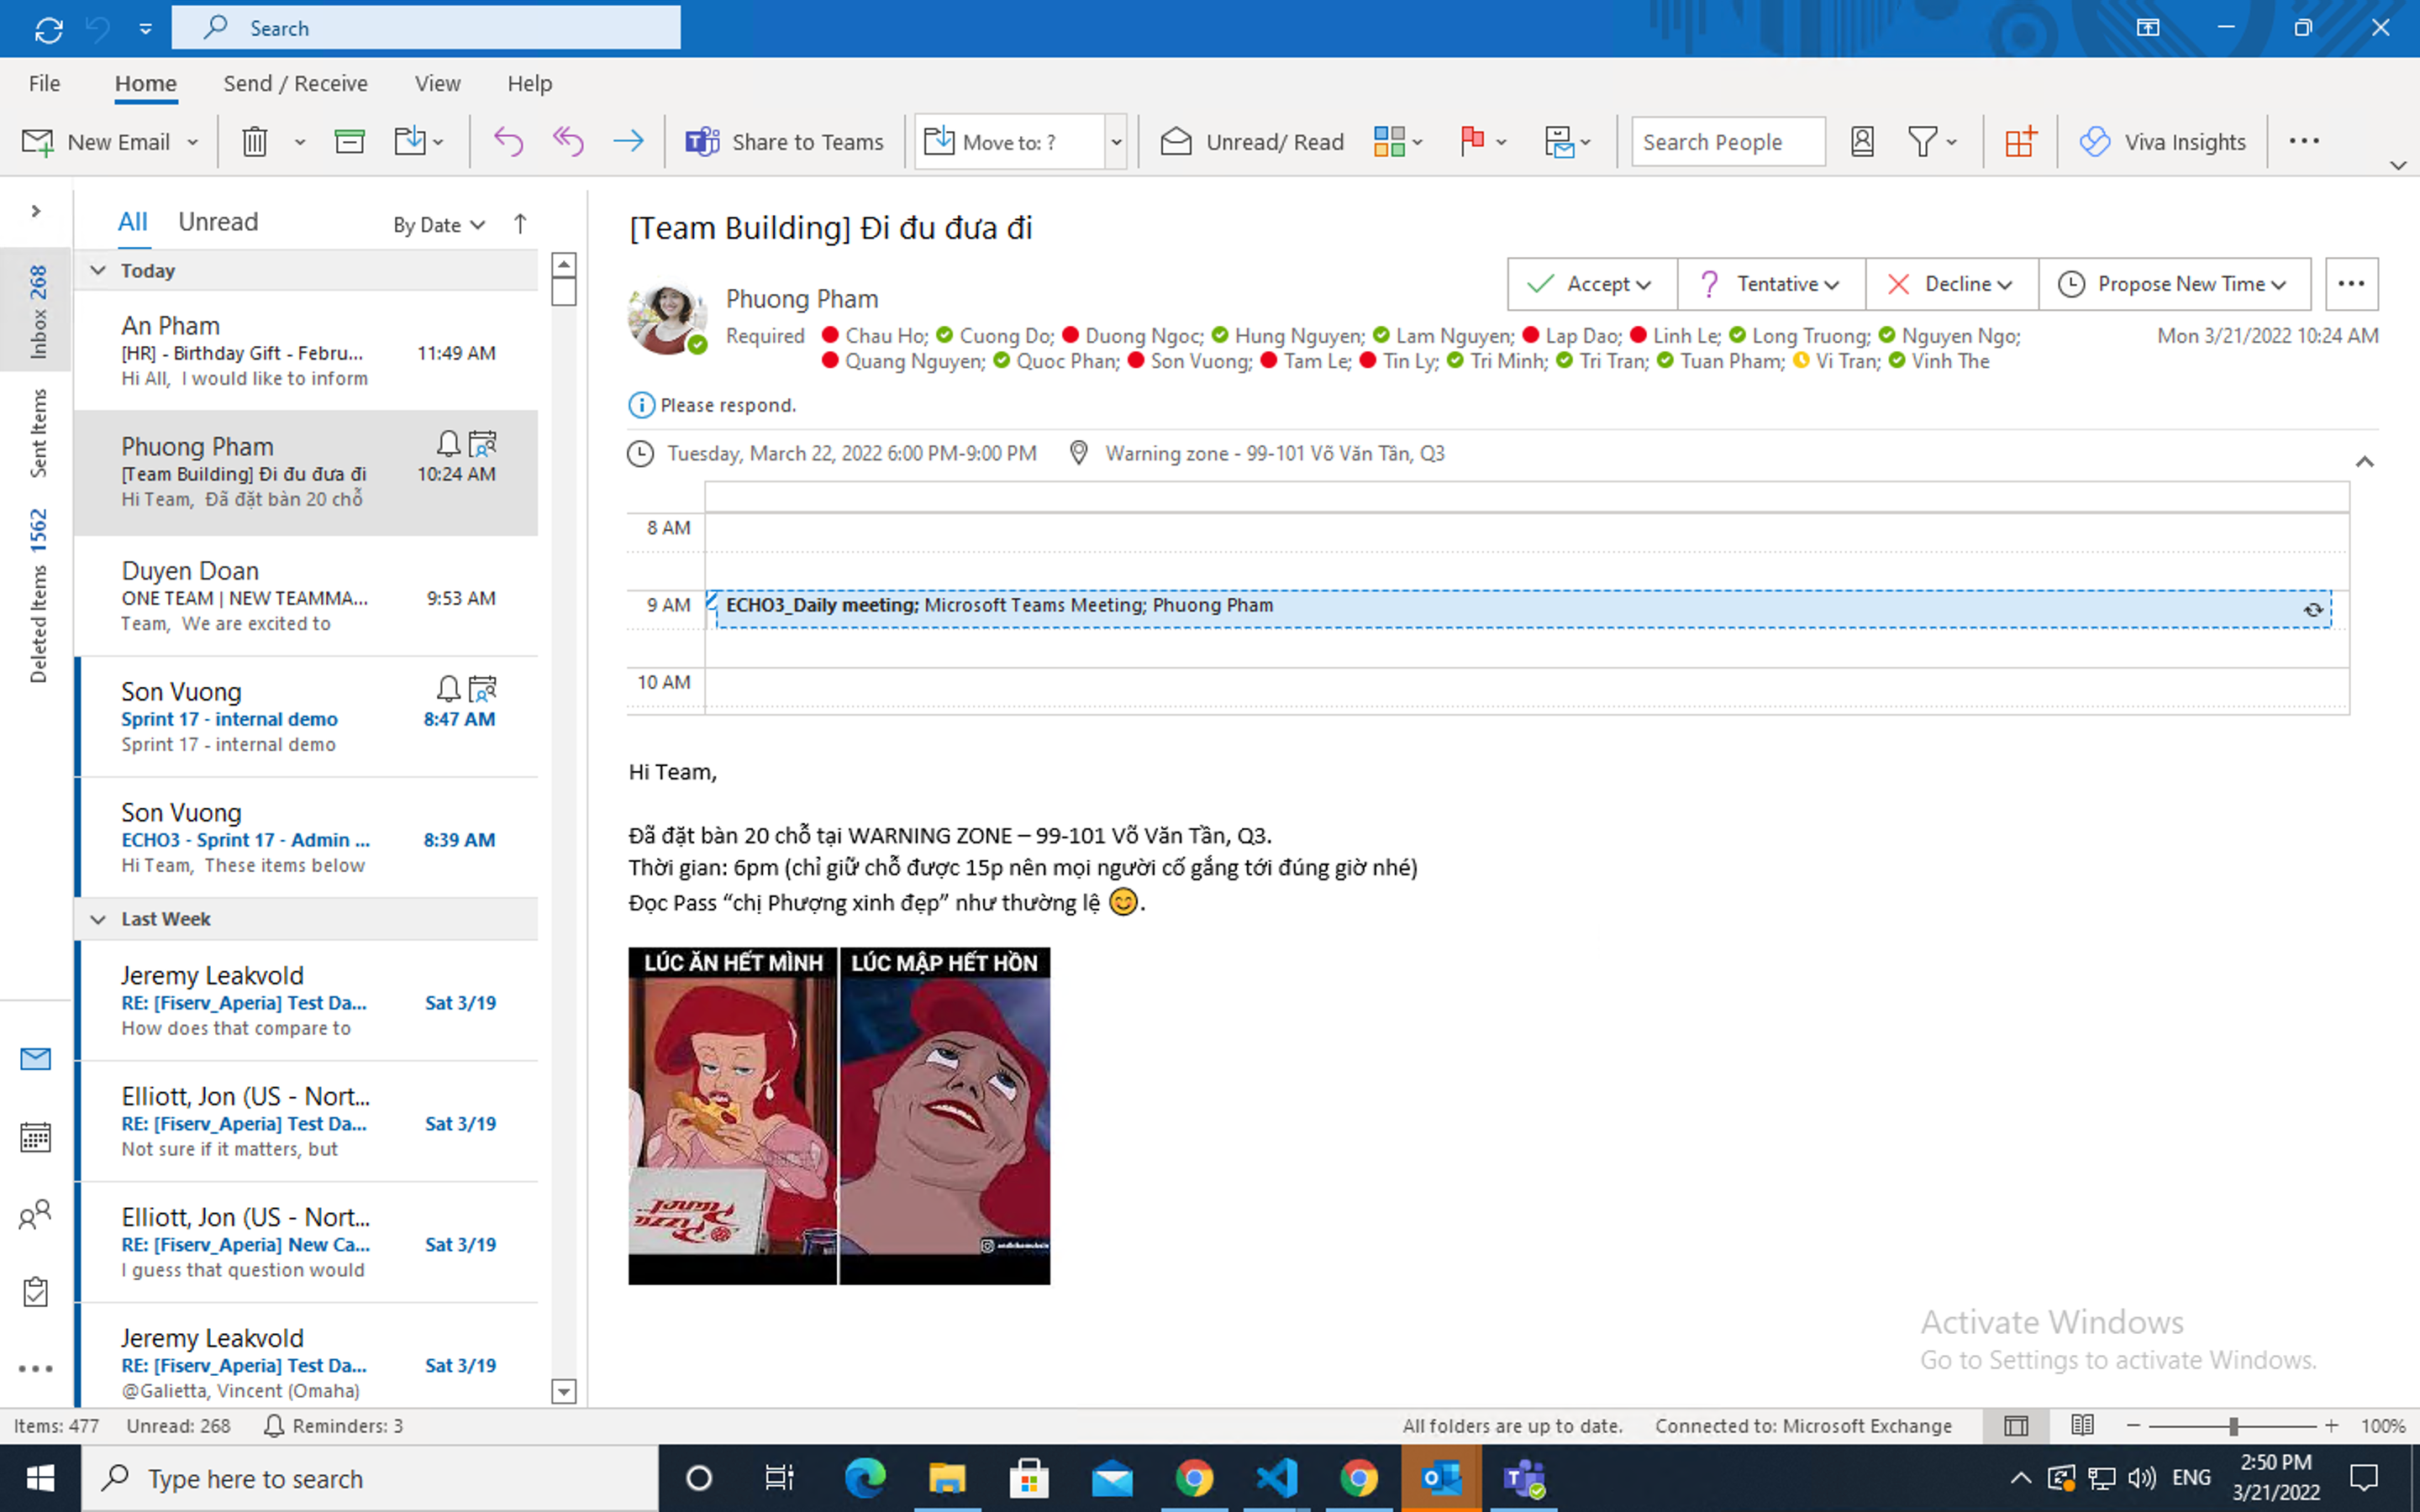 Search
File Home Send / Receive View Help
New Email Share to Teams Move to: ? Unread/ Read Search People Viva Insights
All Unread By Date
[Team Building] Đi đu đưa đi
Inbox 268
Sent Items
Deleted Items 1562
Today
An Pham
[HR] - Birthday Gift - Febru... 11:49 AM
Hi All, I would like to inform
Phuong Pham
[Team Building] Đi đu đưa đi 10:24 AM
Hi Team, Đã đặt bàn 20 chỗ
Duyen Doan
ONE TEAM | NEW TEAMMA... 9:53 AM
Team, We are excited to
Son Vuong
Sprint 17 - internal demo 8:47 AM
Sprint 17 - internal demo
Son Vuong
ECHO3 - Sprint 17 - Admin ... 8:39 AM
Hi Team, These items below
Last Week
Jeremy Leakvold
RE: [Fiserv_Aperia] Test Da... Sat 3/19
How does that compare to
Elliott, Jon (US - Nort...
RE: [Fiserv_Aperia] Test Da... Sat 3/19
Not sure if it matters, but
Elliott, Jon (US - Nort...
RE: [Fiserv_Aperia] New Ca... Sat 3/19
I guess that question would
Jeremy Leakvold
RE: [Fiserv_Aperia] Test Da... Sat 3/19
@Galietta, Vincent (Omaha)
Accept Tentative Decline Propose New Time
Phuong Pham
Required Chau Ho; Cuong Do; Duong Ngoc; Hung Nguyen; Lam Nguyen; Lap Dao; Linh Le; Long Truong; Nguyen Ngo; Mon 3/21/2022 10:24 AM
Quang Nguyen; Quoc Phan; Son Vuong; Tam Le; Tin Ly; Tri Minh; Tri Tran; Tuan Pham; Vi Tran; Vinh The
Please respond.
Tuesday, March 22, 2022 6:00 PM-9:00 PM Warning zone - 99-101 Võ Văn Tần, Q3
8 AM
9 AM ECHO3_Daily meeting; Microsoft Teams Meeting; Phuong Pham
10 AM
Hi Team,
Đã đặt bàn 20 chỗ tại WARNING ZONE – 99-101 Võ Văn Tần, Q3.
Thời gian: 6pm (chỉ giữ chỗ được 15p nên mọi người cố gắng tới đúng giờ nhé)
Đọc Pass “chị Phượng xinh đẹp” như thường lệ 😊.
LÚC ĂN HẾT MÌNH LÚC MẬP HẾT HỒN
Pizza Planet
Activate Windows
Go to Settings to activate Windows.
Items: 477 Unread: 268 Reminders: 3 All folders are up to date. Connected to: Microsoft Exchange 100%
Type here to search ENG 2:50 PM
3/21/2022